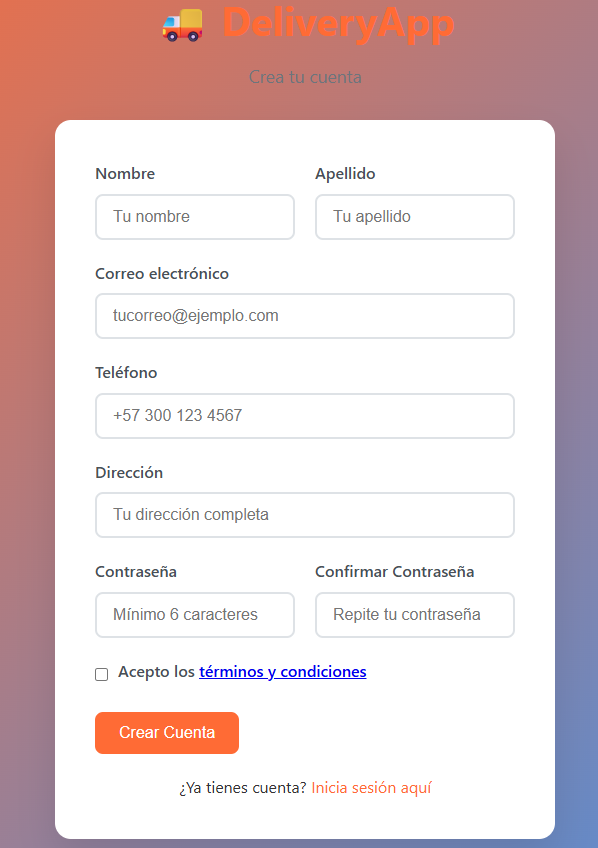 DeliveryApp
Crea tu cuenta
Nombre Apellido
Tu nombre Tu apellido
Correo electrónico
tucorreo@ejemplo.com
Teléfono
+57 300 123 4567
Dirección
Tu dirección completa
Contraseña Confirmar Contraseña
Mínimo 6 caracteres Repite tu contraseña
Acepto los términos y condiciones
Crear Cuenta
¿Ya tienes cuenta? Inicia sesión aquí